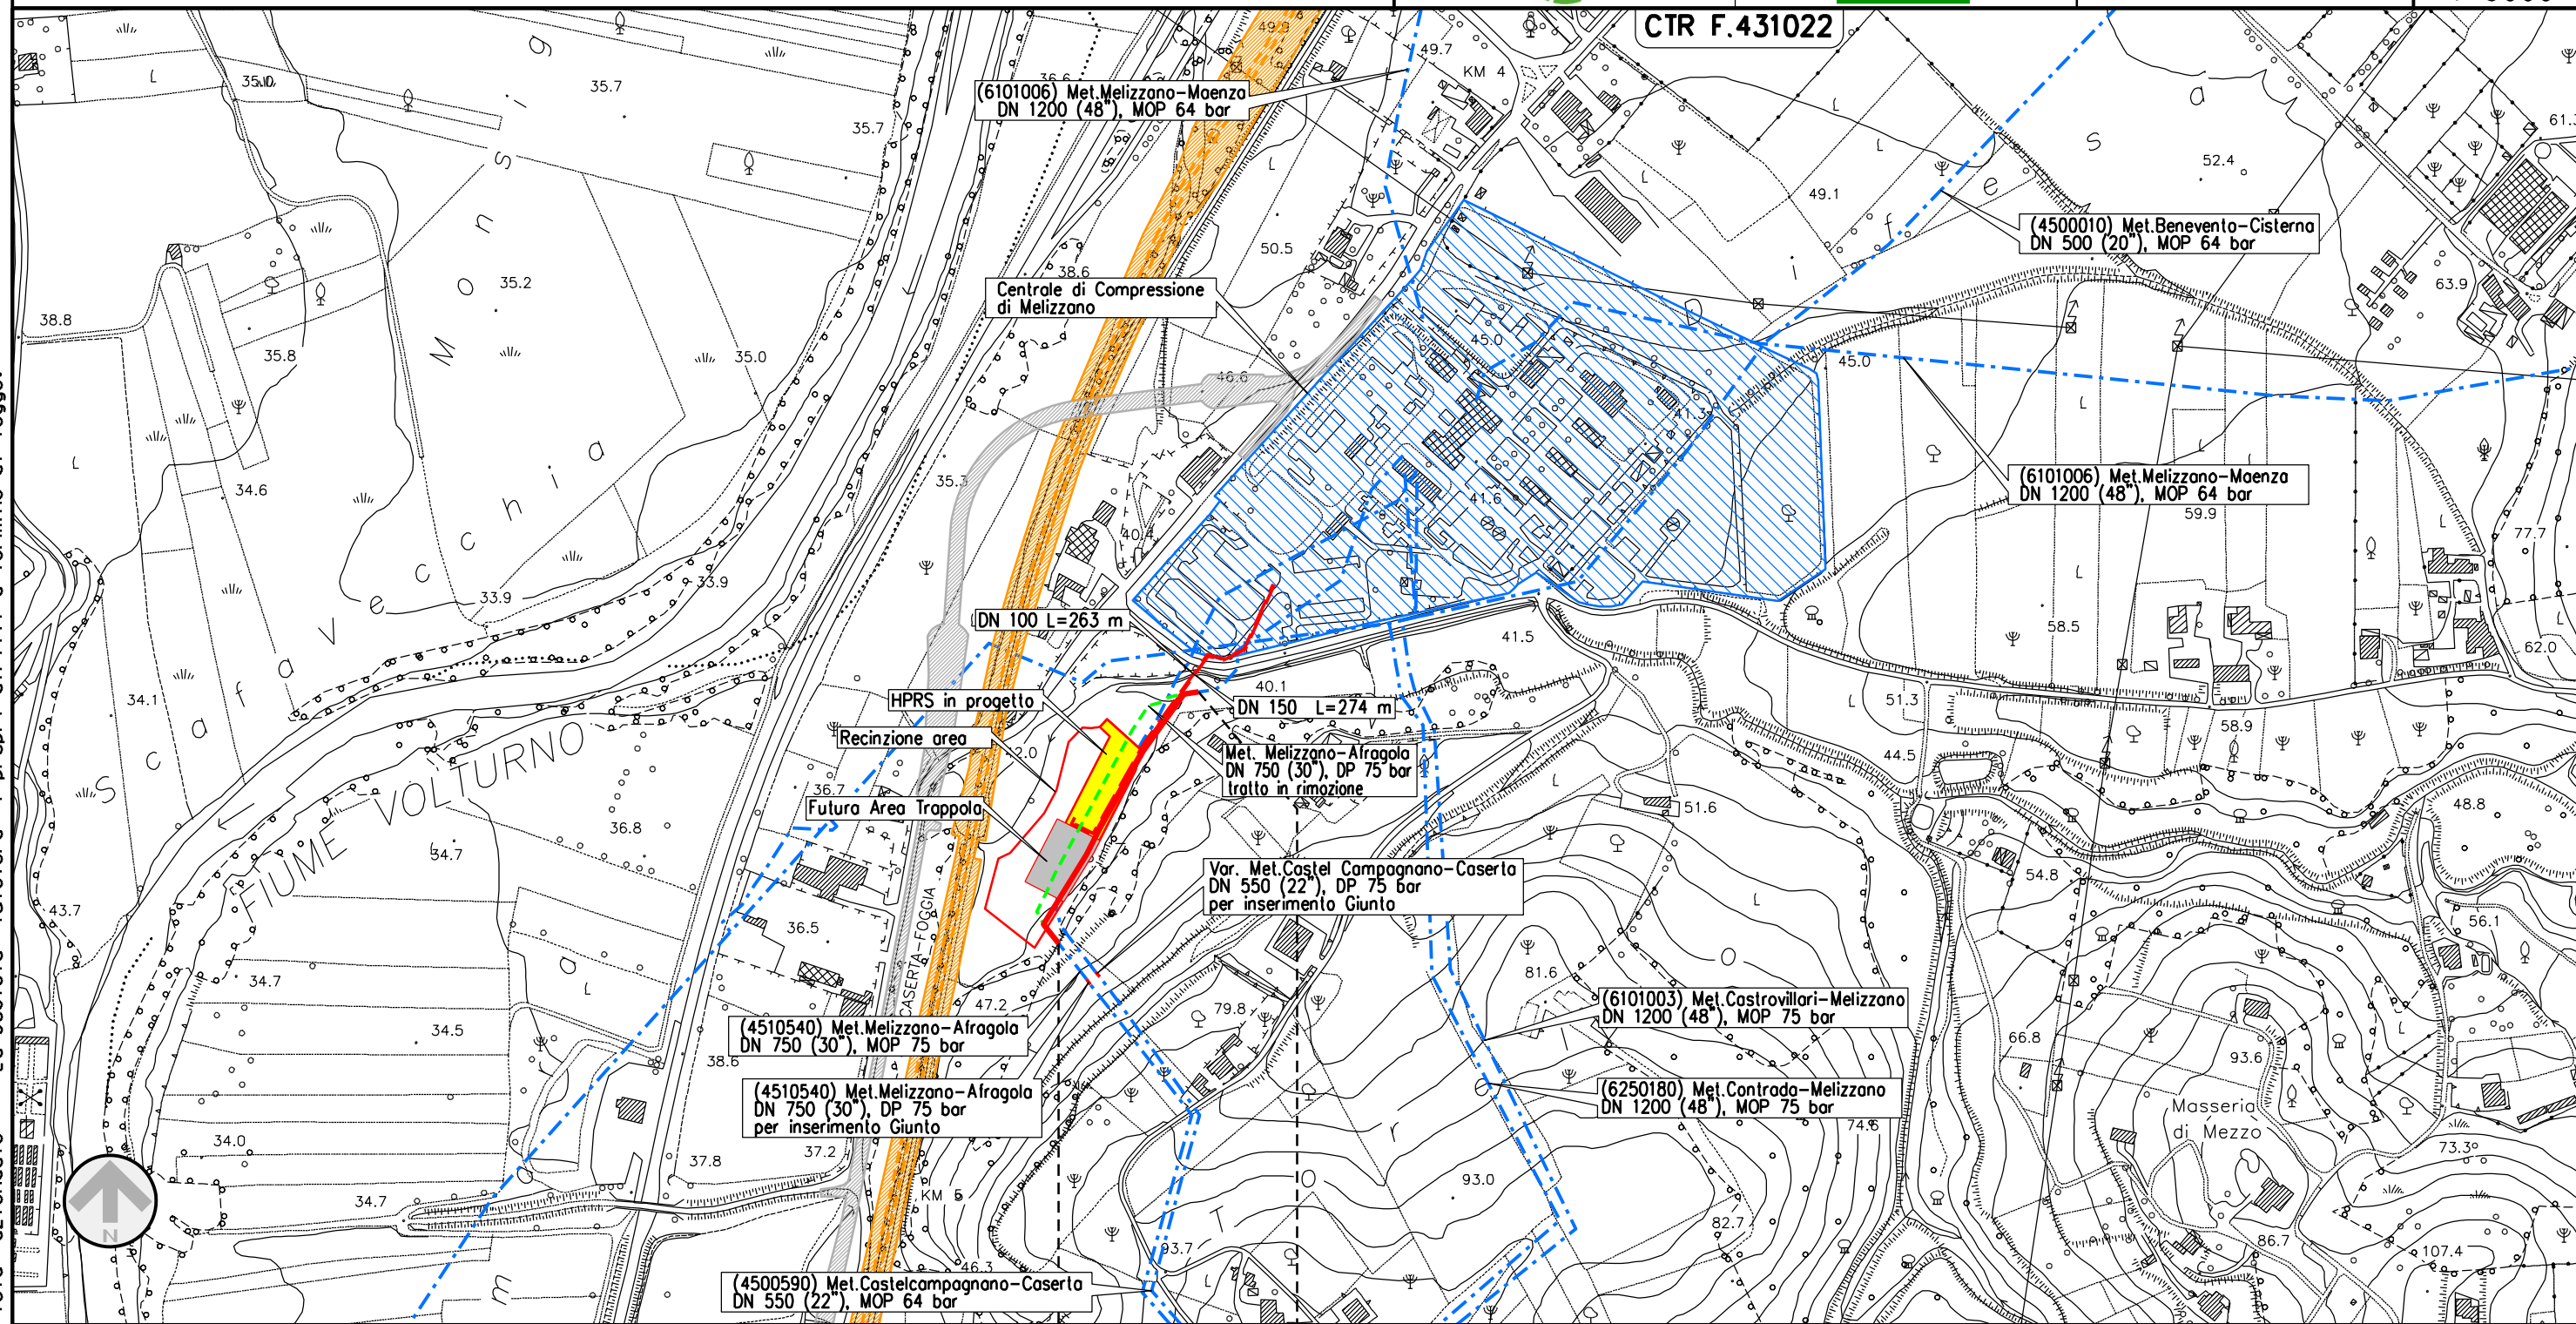 CTR F.431022
49.9
49.7
KM 4
36.6
35.7
35.7
(6101006) Met.Melizzano-Maenza
DN 1200 (48"), MOP 64 bar
52.4
49.1
(4500010) Met.Benevento-Cisterna
DN 500 (20"), MOP 64 bar
50.5
38.6
35.2
Centrale di Compressione
di Melizzano
63.9
38.8
35.8
35.0
45.0
45.0
46.6
41.3
(6101006) Met.Melizzano-Maenza
DN 1200 (48"), MOP 64 bar
59.9
34.6
41.6
40.4
77.7
33.9
33.9
DN 100 L=263 m
41.5
58.5
62.0
34.1
HPRS in progetto
40.1
DN 150 L=274 m
51.3
58.9
Recinzione area
Met. Melizzano-Afragola
DN 750 (30"), DP 75 bar
tratto in rimozione
44.5
FIUME VOLTURNO
Scafa vecchia Monsig
36.7
Futura Area Trappola
51.6
48.8
36.8
34.7
Var. Met.Castel Campagnano-Caserta
DN 550 (22"), DP 75 bar
per inserimento Giunto
54.8
43.7
36.5
CASERTA-FOGGIA
56.1
34.7
81.6
47.2
79.8
(6101003) Met.Castrovillari-Melizzano
DN 1200 (48"), MOP 75 bar
34.5
(4510540) Met.Melizzano-Afragola
DN 750 (30"), MOP 75 bar
38.6
66.8
93.6
(4510540) Met.Melizzano-Afragola
DN 750 (30"), DP 75 bar
per inserimento Giunto
(6250180) Met.Contrada-Melizzano
DN 1200 (48"), MOP 75 bar
74.6
Masseria
di Mezzo
34.0
37.2
37.8
73.3
34.7
KM 5
93.0
82.7
N
93.7
86.7
107.4
46.3
(4500590) Met.Castelcampagnano-Caserta
DN 550 (22"), MOP 64 bar